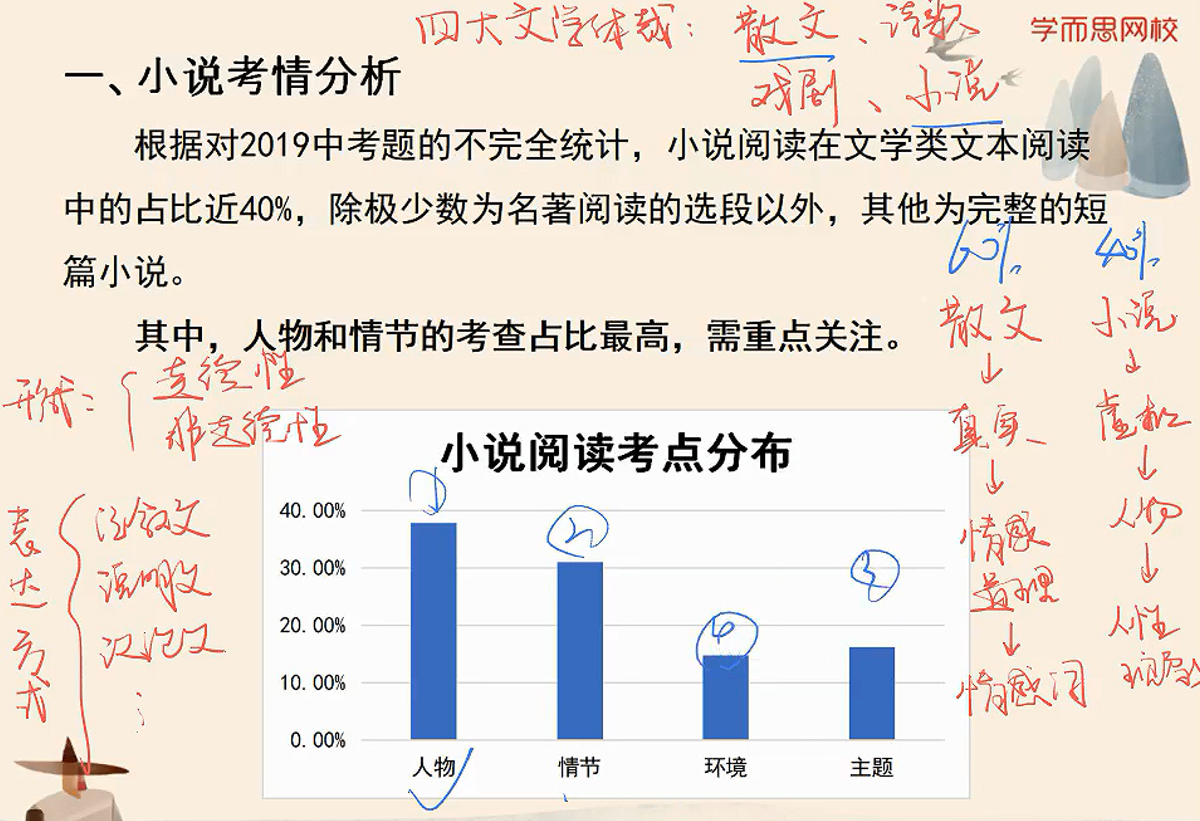 四大文学体裁：散文、诗歌
学而思网校
戏剧、小说
一、小说考情分析
根据对2019中考题的不完全统计，小说阅读在文学类文本阅读
中的占比近40%，除极少数为名著阅读的选段以外，其他为完整的短
篇小说。
其中，人物和情节的考查占比最高，需重点关注。
60%
散文
↓
真实
↓
情感
道理
↓
情感词
40%
小说
↓
虚构
↓
人物
↓
人性
形式：
连续性
非连续性
表达方式
记叙文
说明文
议论文
小说阅读考点分布
①
②
③
④
40.00%
30.00%
20.00%
10.00%
0.00%
人物 情节 环境 主题